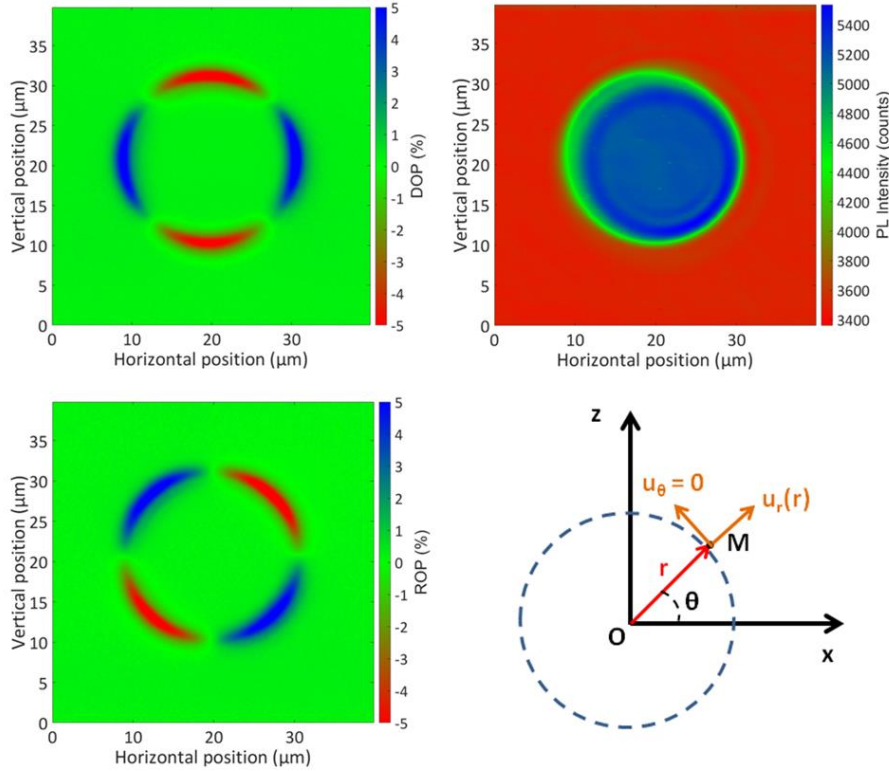 5
4
3
2
1
0
-1
-2
-3
-4
-5
DOP (%)
35
30
25
20
15
10
5
0
Vertical position (µm)
0 10 20 30
Horizontal position (µm)
5400
5200
5000
4800
4600
4400
4200
4000
3800
3600
3400
PL Intensity (counts)
35
30
25
20
15
10
5
0
Vertical position (µm)
0 10 20 30
Horizontal position (µm)
5
4
3
2
1
0
-1
-2
-3
-4
-5
ROP (%)
35
30
25
20
15
10
5
0
Vertical position (µm)
0 10 20 30
Horizontal position (µm)
z
uθ = 0
ur(r)
M
r
θ
O
x